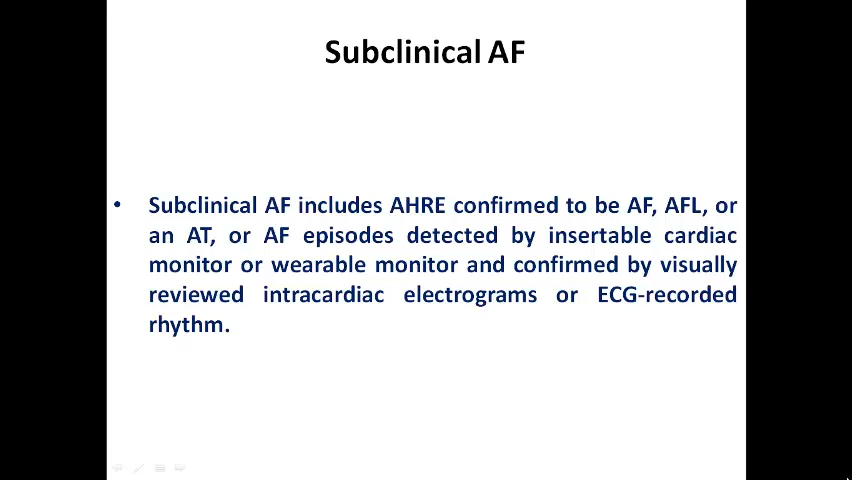 Subclinical AF
• Subclinical AF includes AHRE confirmed to be AF, AFL, or
an AT, or AF episodes detected by insertable cardiac
monitor or wearable monitor and confirmed by visually
reviewed intracardiac electrograms or ECG-recorded
rhythm.